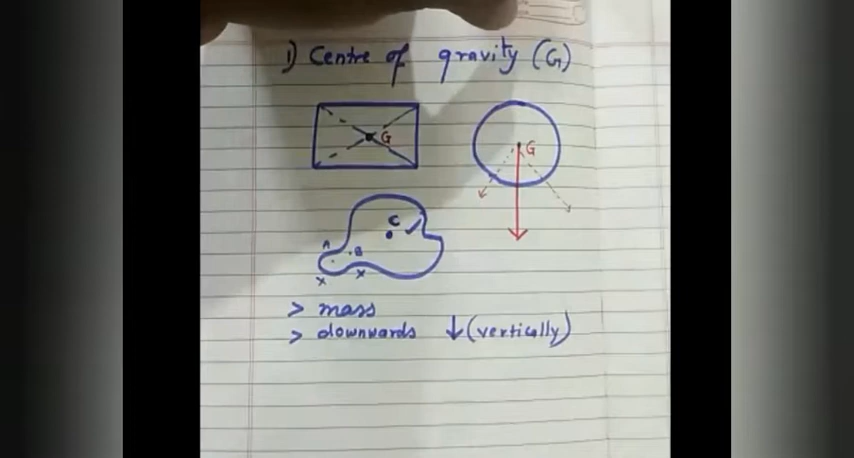 1) Centre of gravity (G)
G
G
C
A
B
x
x
> mass
> downwards ↓ (vertically)